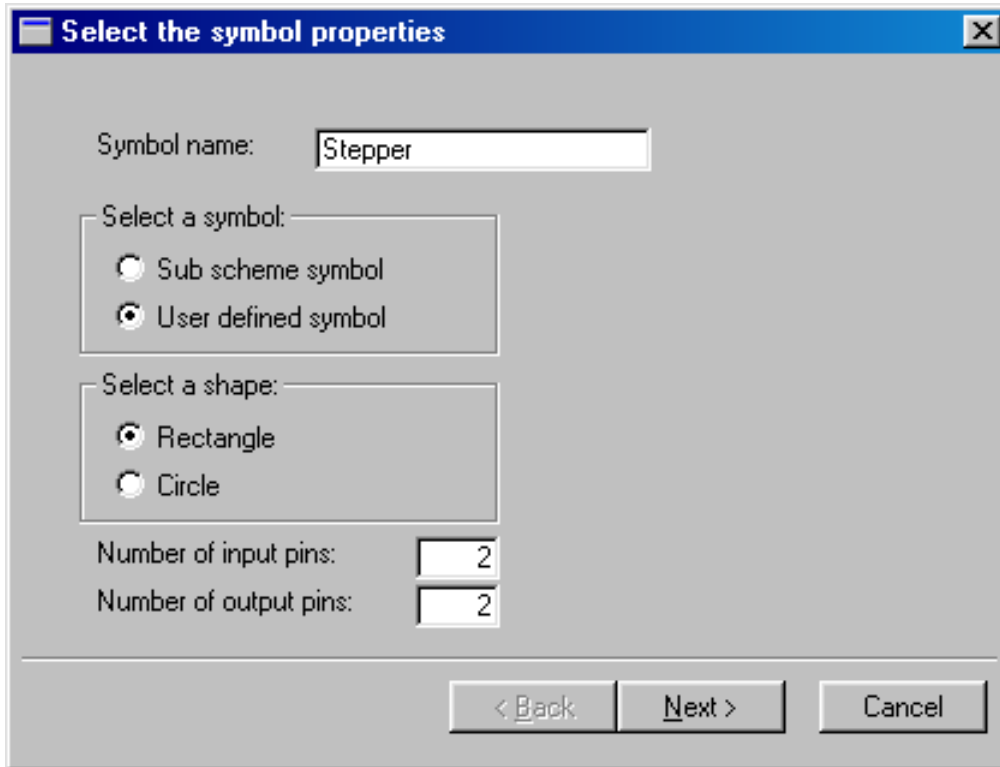 Select the symbol properties
Symbol name: Stepper
Select a symbol:
Sub scheme symbol
User defined symbol
Select a shape:
Rectangle
Circle
Number of input pins: 2
Number of output pins: 2
< Back Next > Cancel